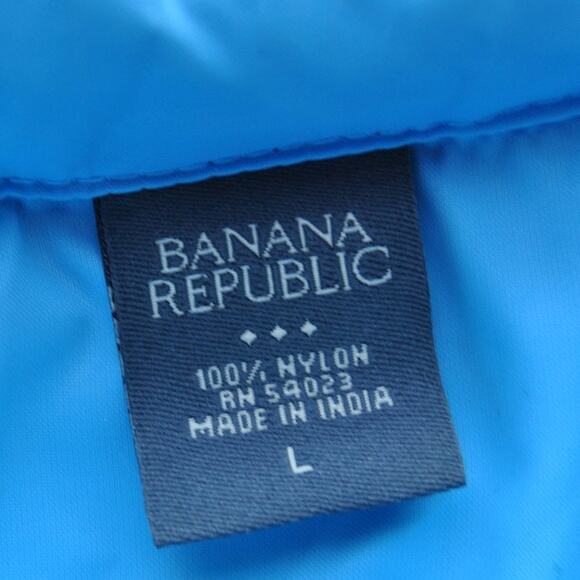 BANANA
REPUBLIC
100% NYLON
RN 54023
MADE IN INDIA
L